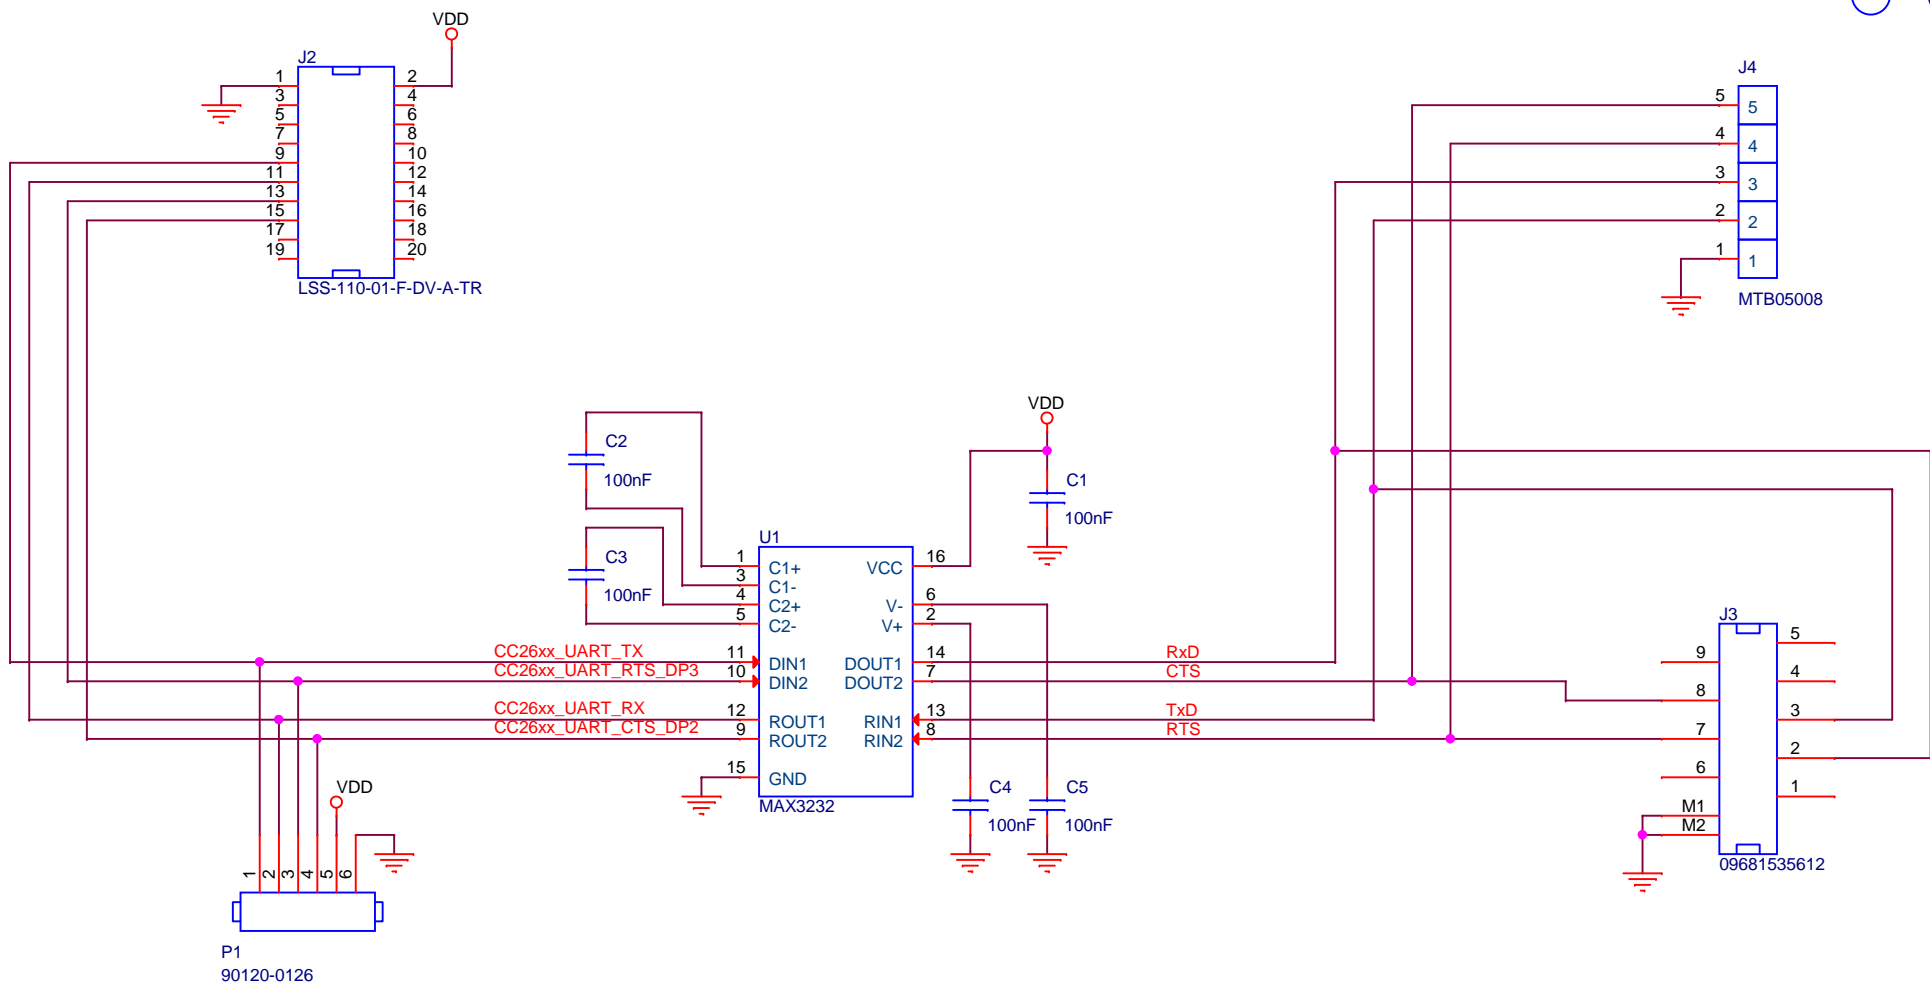 VDD
J2
1 2
3 4
5 6
7 8
9 10
11 12
13 14
15 16
17 18
19 20
LSS-110-01-F-DV-A-TR
J4
5 5
4 4
3 3
2 2
1 1
MTB05008
C2
100nF
C3
100nF
VDD
C1
100nF
U1
1 C1+ VCC 16
3 C1-
4 C2+ V- 6
5 C2- V+ 2
CC26xx_UART_TX 11 DIN1 DOUT1 14 RxD
CC26xx_UART_RTS_DP3 10 DIN2 DOUT2 7 CTS
CC26xx_UART_RX 12 ROUT1 RIN1 13 TxD
CC26xx_UART_CTS_DP2 9 ROUT2 RIN2 8 RTS
15 GND
MAX3232
C4
100nF
C5
100nF
J3
5
9
4
8
3
7
2
6
1
M1
M2
09681535612
VDD
1 2 3 4 5 6
P1
90120-0126